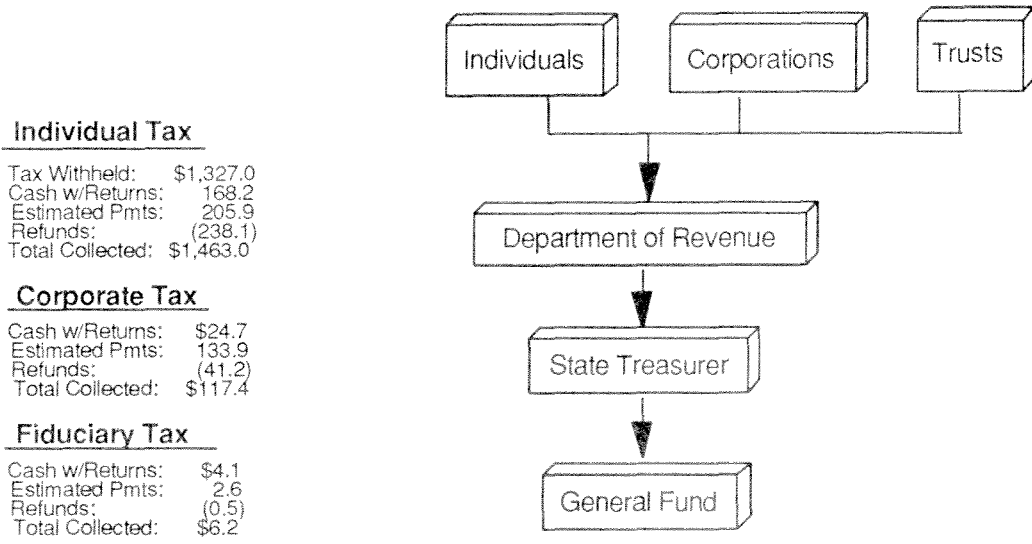 Individuals
Corporations
Trusts
Individual Tax
Tax Withheld: $1,327.0
Cash w/Returns: 168.2
Estimated Pmts: 205.9
Refunds: (238.1)
Total Collected: $1,463.0
Department of Revenue
Corporate Tax
Cash w/Returns: $24.7
Estimated Pmts: 133.9
Refunds: (41.2)
Total Collected: $117.4
State Treasurer
Fiduciary Tax
Cash w/Returns: $4.1
Estimated Pmts: 2.6
Refunds: (0.5)
Total Collected: $6.2
General Fund